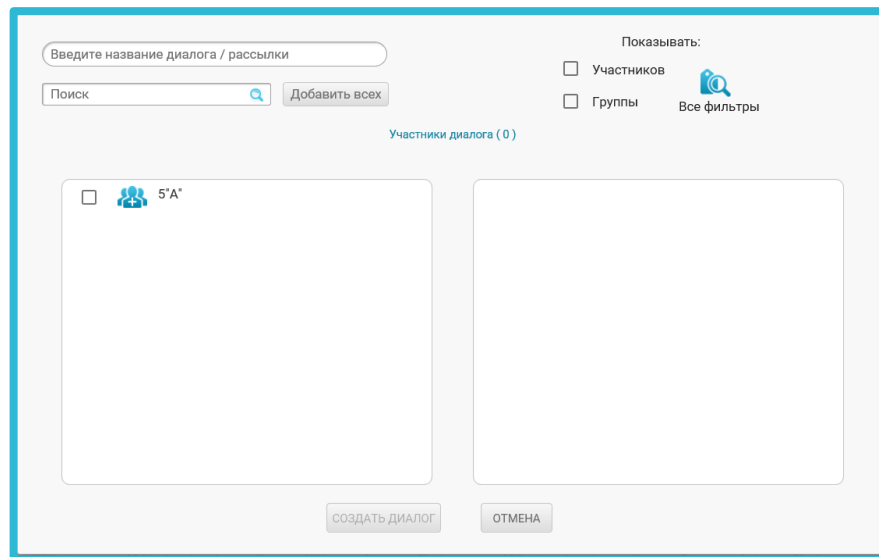 Введите название диалога / рассылки
Поиск
Добавить всех
Показывать:
Участников
Группы
Все фильтры
Участники диалога ( 0 )
5"А"
СОЗДАТЬ ДИАЛОГ
ОТМЕНА